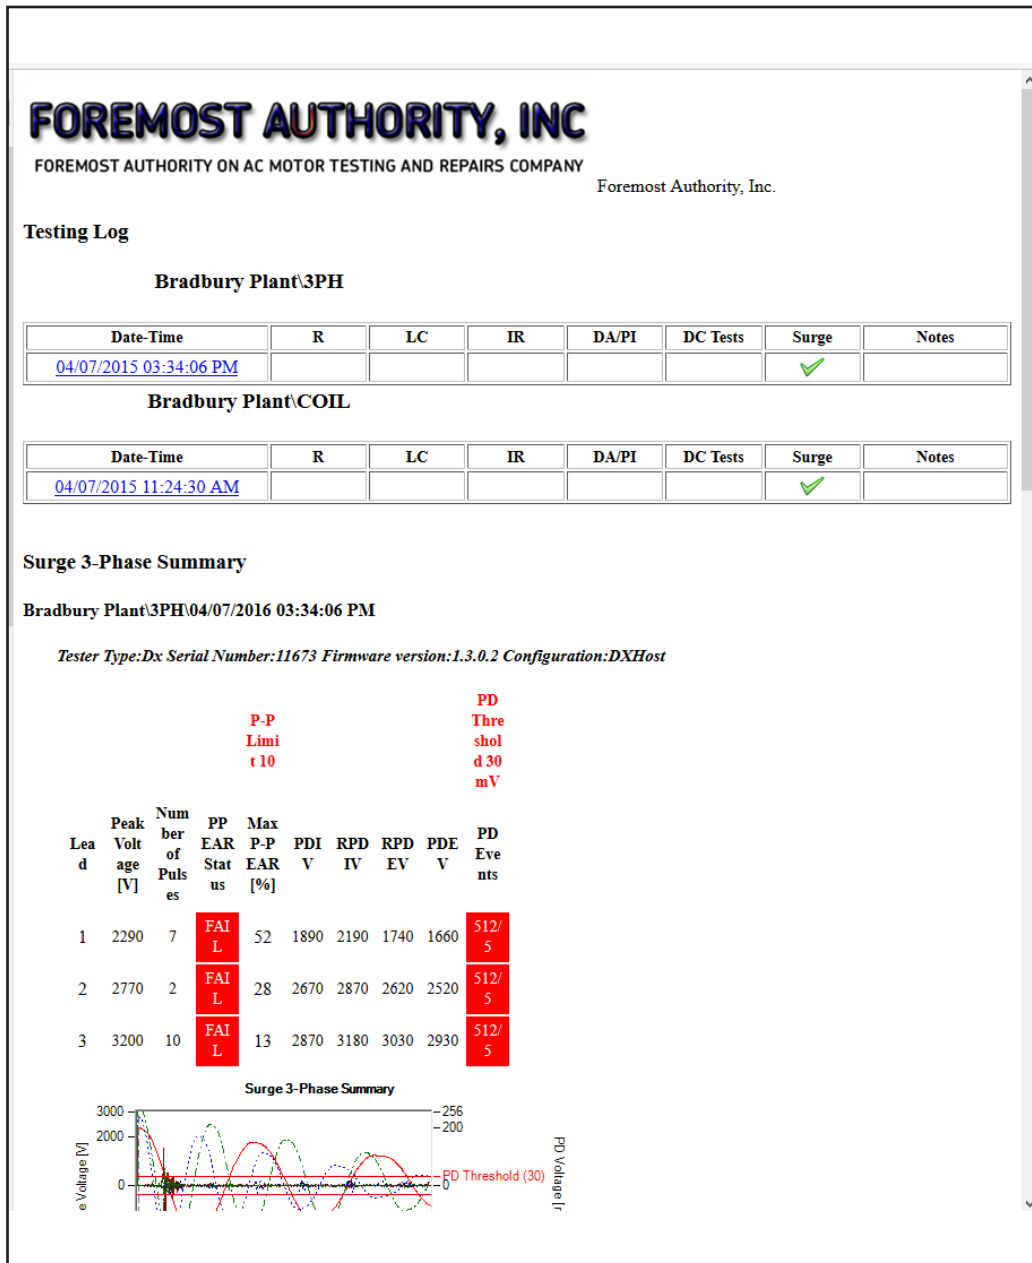 FOREMOST AUTHORITY, INC
FOREMOST AUTHORITY ON AC MOTOR TESTING AND REPAIRS COMPANY
Foremost Authority, Inc.
Testing Log
Bradbury Plant\3PH
Date-Time R LC IR DA/PI DC Tests Surge Notes
04/07/2015 03:34:06 PM
Bradbury Plant\COIL
Date-Time R LC IR DA/PI DC Tests Surge Notes
04/07/2015 11:24:30 AM
Surge 3-Phase Summary
Bradbury Plant\3PH\04/07/2016 03:34:06 PM
Tester Type:Dx Serial Number:11673 Firmware version:1.3.0.2 Configuration:DXHost
P-P
Limi
t 10
PD
Thre
shol
d 30
mV
Lea
d
Peak
Volt
age
[V]
Num
ber
of
Puls
es
PP
EAR
Stat
us
Max
P-P
EAR
[%]
PDI
V
RPD
IV
RPD
EV
PDE
V
PD
Eve
nts
1 2290 7 FAI
L 52 1890 2190 1740 1660 512/
5
2 2770 2 FAI
L 28 2670 2870 2620 2520 512/
5
3 3200 10 FAI
L 13 2870 3180 3030 2930 512/
5
Surge 3-Phase Summary
3000
2000
0
e Voltage [V]
256
200
0
PD Threshold (30)
PD Voltage [r